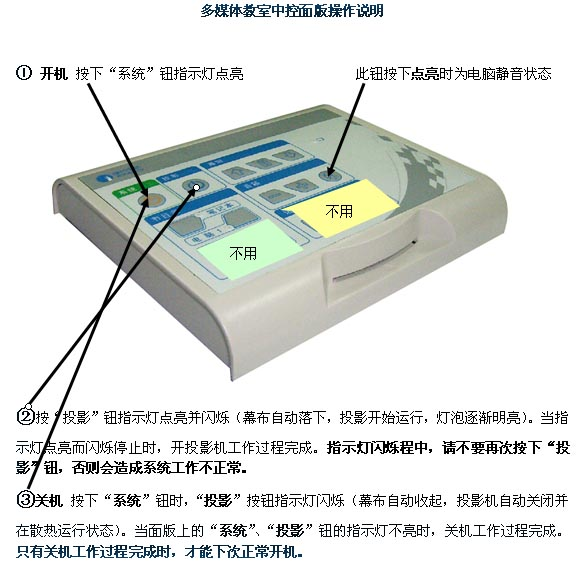 多媒体教室中控面版操作说明
① 开机 按下“系统”钮指示灯点亮
此钮按下点亮时为电脑静音状态
系统
投影
笔记本
电脑1
不用
不用
②按“投影”钮指示灯点亮并闪烁（幕布自动落下，投影开始运行，灯泡逐渐明亮）。当指
示灯点亮而闪烁停止时，开投影机工作过程完成。指示灯闪烁程中，请不要再次按下“投
影”钮，否则会造成系统工作不正常。
③关机 按下“系统”钮时，“投影”按钮指示灯闪烁（幕布自动收起，投影机自动关闭并
在散热运行状态）。当面版上的“系统”、“投影”钮的指示灯不亮时，关机工作过程完成。
只有关机工作过程完成时，才能下次正常开机。